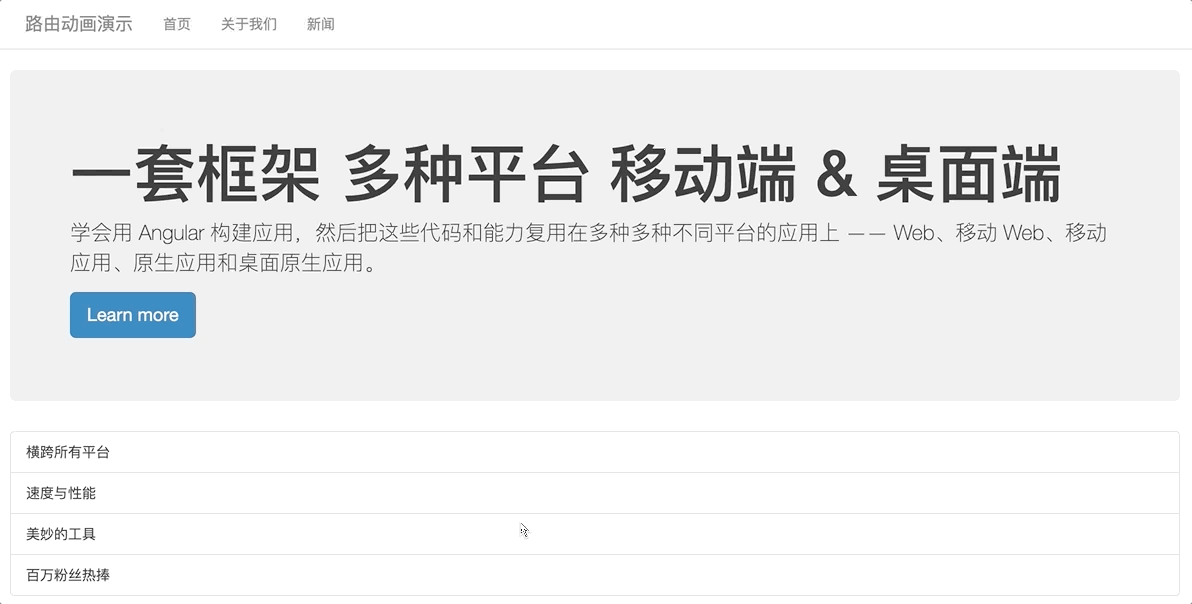 路由动画演示 首页 关于我们 新闻
一套框架 多种平台 移动端 & 桌面端
学会用 Angular 构建应用，然后把这些代码和能力复用在多种多种不同平台的应用上 —— Web、移动 Web、移动
应用、原生应用和桌面原生应用。
Learn more
横跨所有平台
速度与性能
美妙的工具
百万粉丝热捧